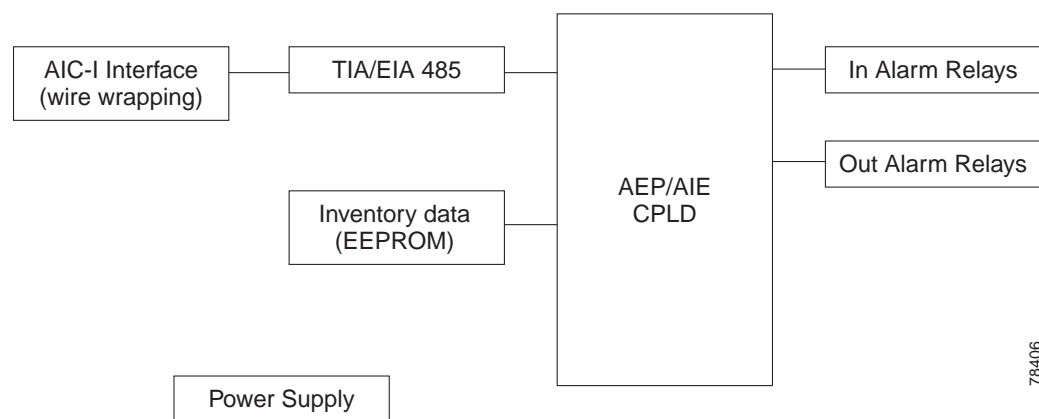 AIC-I Interface
(wire wrapping)
TIA/EIA 485
In Alarm Relays
Out Alarm Relays
AEP/AIE
CPLD
Inventory data
(EEPROM)
Power Supply
78406